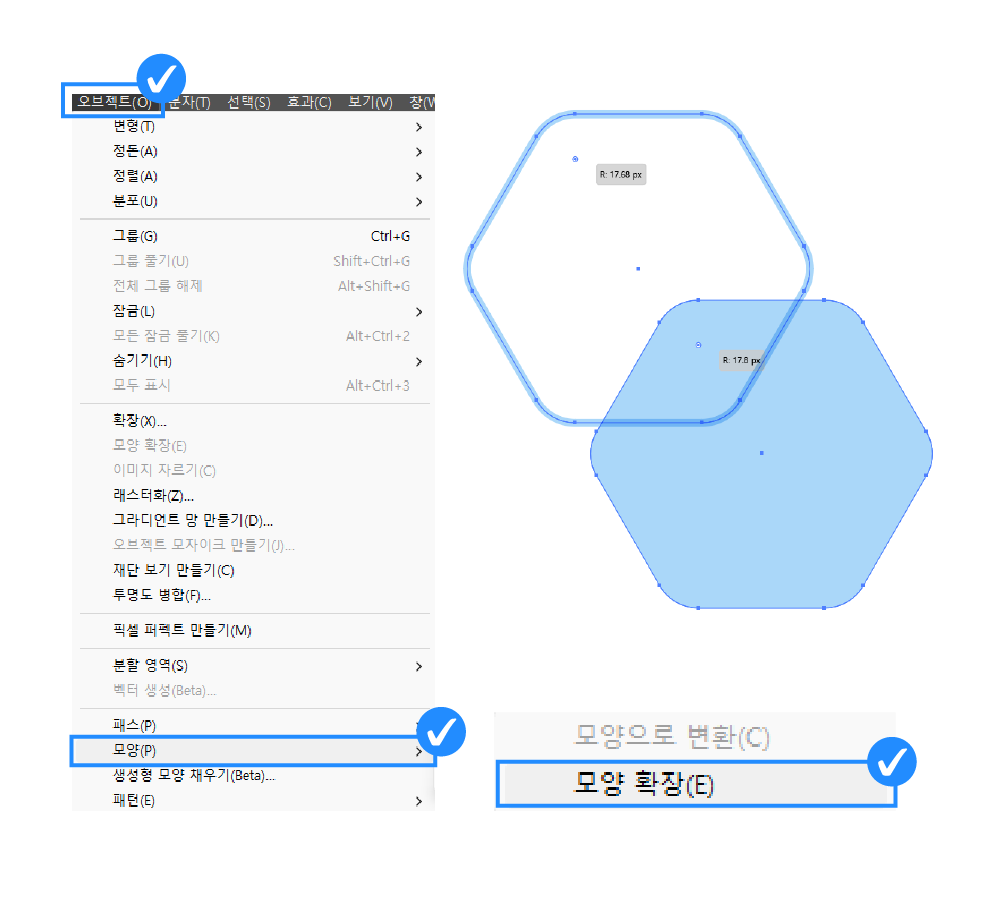 오브젝트(O) 문자(T) 선택(S) 효과(C) 보기(V) 창(W
변형(T)
정돈(A)
정렬(A)
분포(U)
그룹(G) Ctrl+G
그룹 풀기(U) Shift+Ctrl+G
전체 그룹 해제 Alt+Shift+G
잠금(L)
모든 잠금 풀기(K) Alt+Ctrl+2
숨기기(H)
모두 표시 Alt+Ctrl+3
확장(X)...
모양 확장(E)
이미지 자르기(C)
래스터화(Z)...
그라디언트 망 만들기(D)...
오브젝트 모자이크 만들기(J)...
재단 보기 만들기(C)
투명도 병합(F)...
픽셀 퍼펙트 만들기(M)
분할 영역(S)
벡터 생성(Beta)...
패스(P)
모양(P)
생성형 모양 채우기(Beta)...
패턴(E)
R: 17.68 px
R: 17.8 px
모양으로 변환(C)
모양 확장(E)